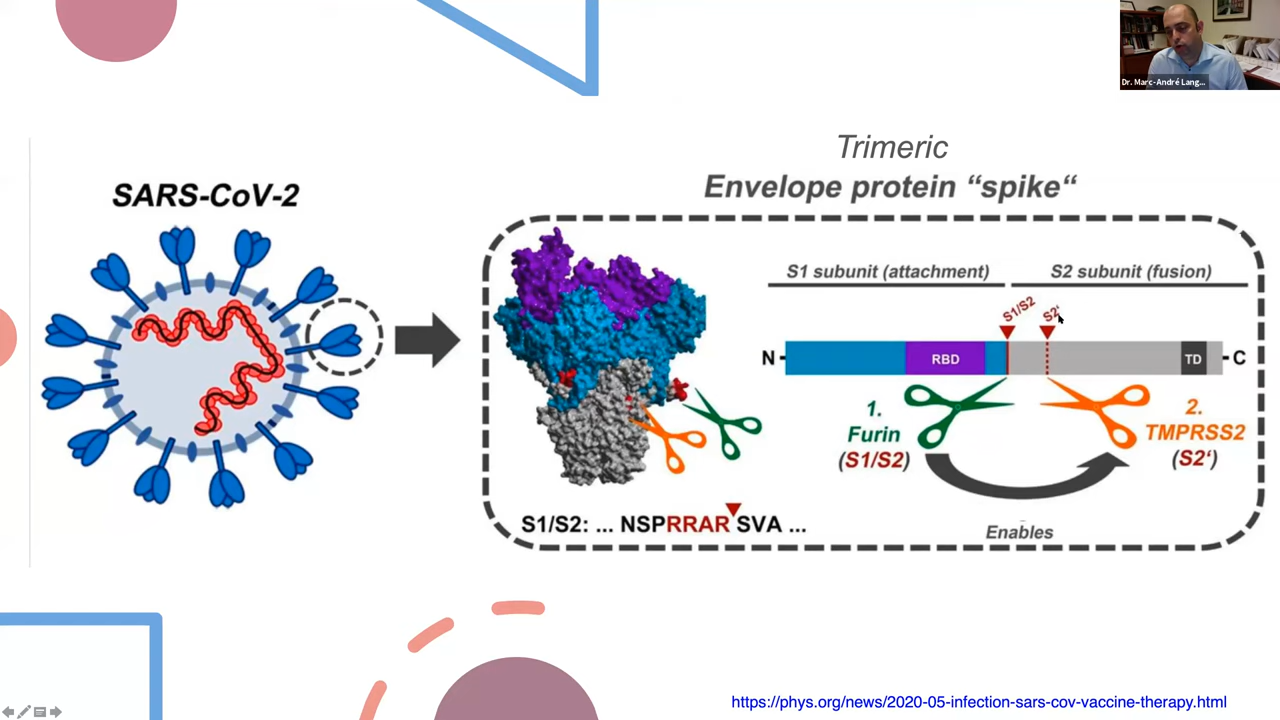 Dr. Marc-André Lang...
Trimeric
Envelope protein “spike“
SARS-CoV-2
S1 subunit (attachment)
S2 subunit (fusion)
S1/S2
S2‘
N
RBD
TD
C
1.
Furin
(S1/S2)
2.
TMPRSS2
(S2‘)
S1/S2: ... NSPRRAR SVA ...
Enables
https://phys.org/news/2020-05-infection-sars-cov-vaccine-therapy.html